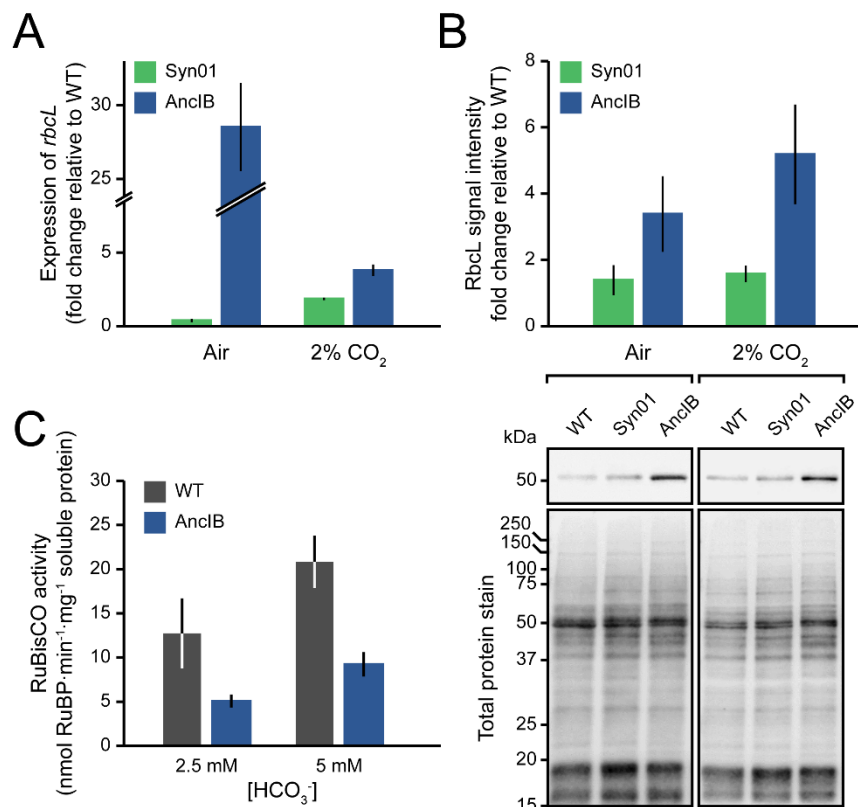 A
Expression of rbcL
(fold change relative to WT)
Syn01
AncIB
30
28
5
0
Air
2% CO₂
B
RbcL signal intensity
fold change relative to WT)
Syn01
AncIB
8
6
4
2
0
Air
2% CO₂
kDa
WT
Syn01
AncIB
WT
Syn01
AncIB
50
Total protein stain
250
150
100
75
50
37
25
20
15
C
RuBisCO activity
(nmol RuBP·min⁻¹·mg⁻¹ soluble protein)
WT
AncIB
30
25
20
15
10
5
0
2.5 mM
5 mM
[HCO₃⁻]